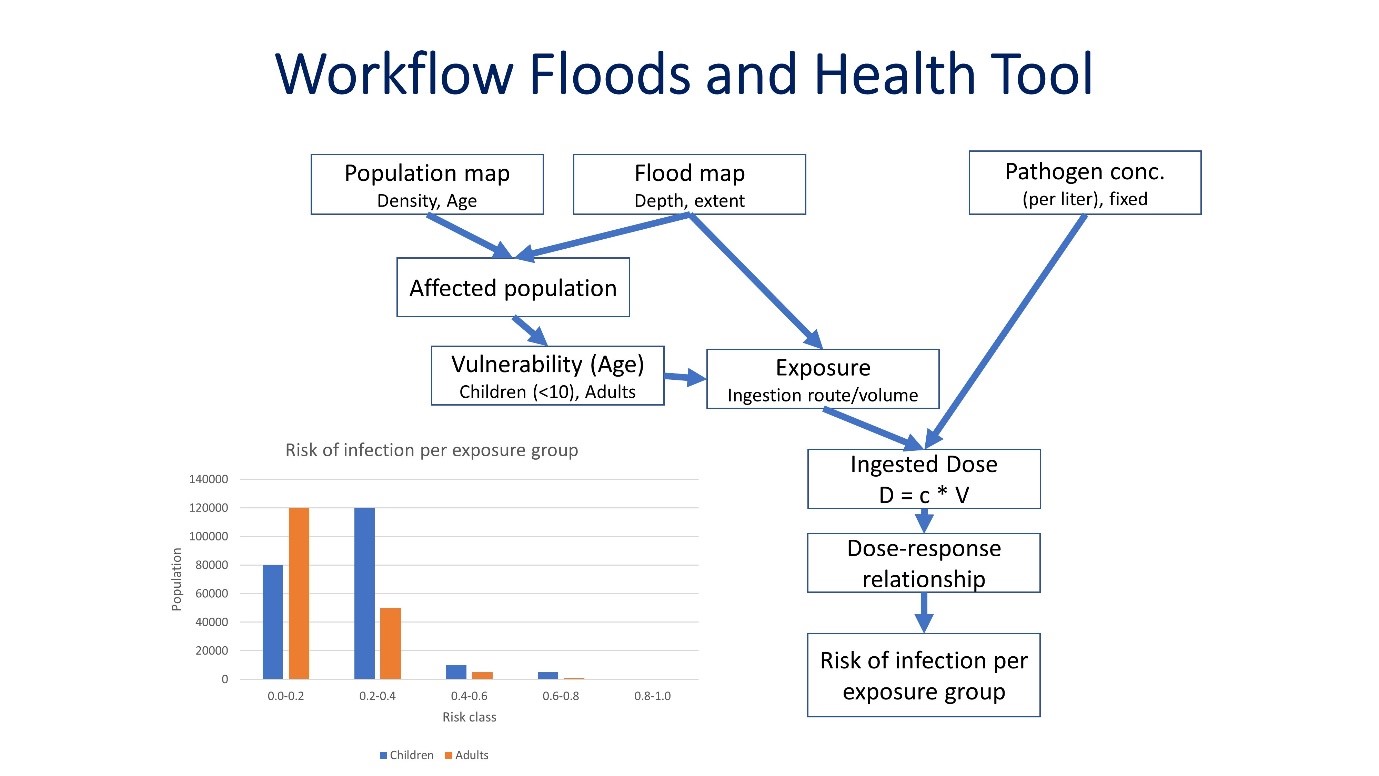 Workflow Floods and Health Tool
Population map
Density, Age
Flood map
Depth, extent
Pathogen conc.
(per liter), fixed
Affected population
Vulnerability (Age)
Children (<10), Adults
Exposure
Ingestion route/volume
Ingested Dose
D = c * V
Dose-response
relationship
Risk of infection per
exposure group
Risk of infection per exposure group
140000
120000
100000
80000
60000
40000
20000
0
Population
0.0-0.2
0.2-0.4
0.4-0.6
0.6-0.8
0.8-1.0
Risk class
Children
Adults